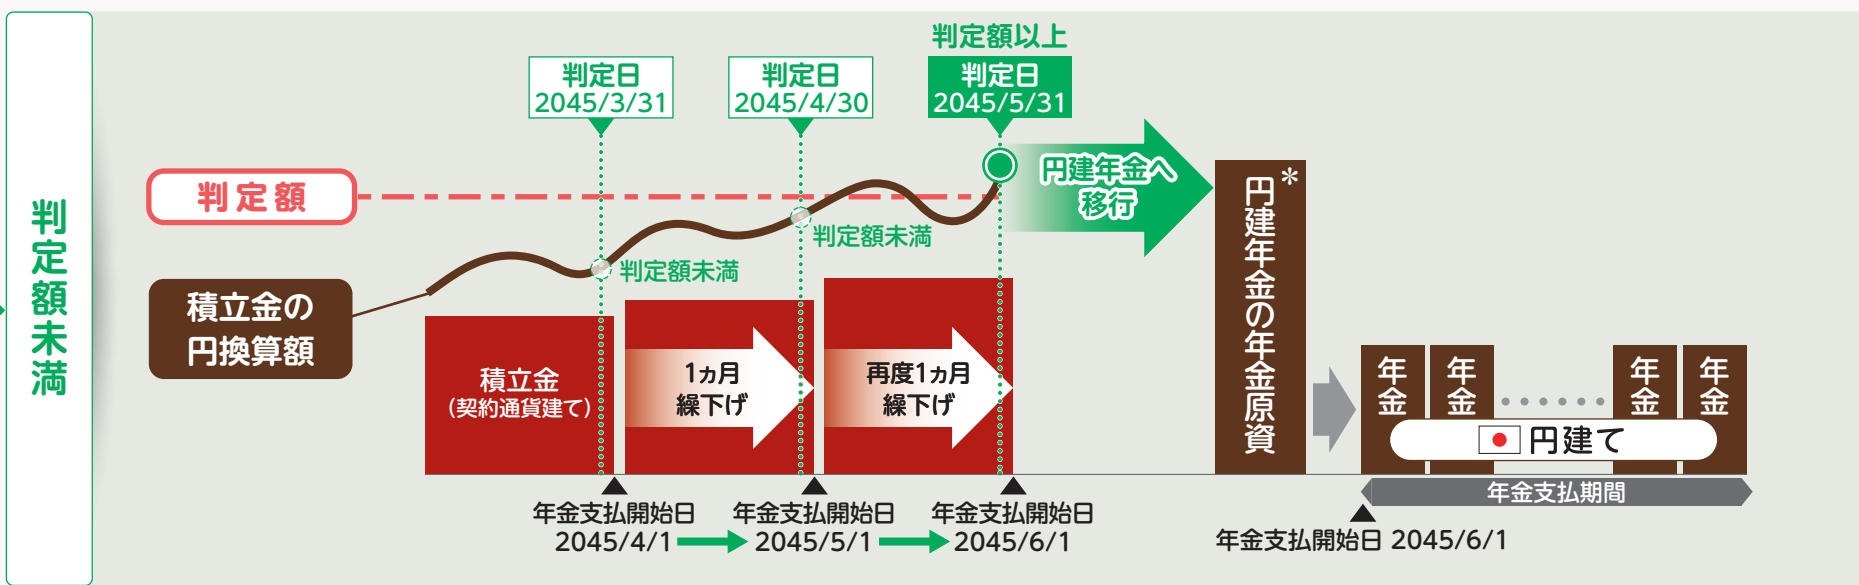 判定額未満
判定額以上
判定日
2045/3/31
判定日
2045/4/30
判定日
2045/5/31
判定額
円建年金へ
移行
判定額未満
判定額未満
積立金の
円換算額
積立金
(契約通貨建て)
1ヵ月
繰下げ
再度1ヵ月
繰下げ
円建年金の年金原資
*
年金
年金
年金
年金
円建て
年金支払期間
年金支払開始日
2045/4/1
年金支払開始日
2045/5/1
年金支払開始日
2045/6/1
年金支払開始日 2045/6/1